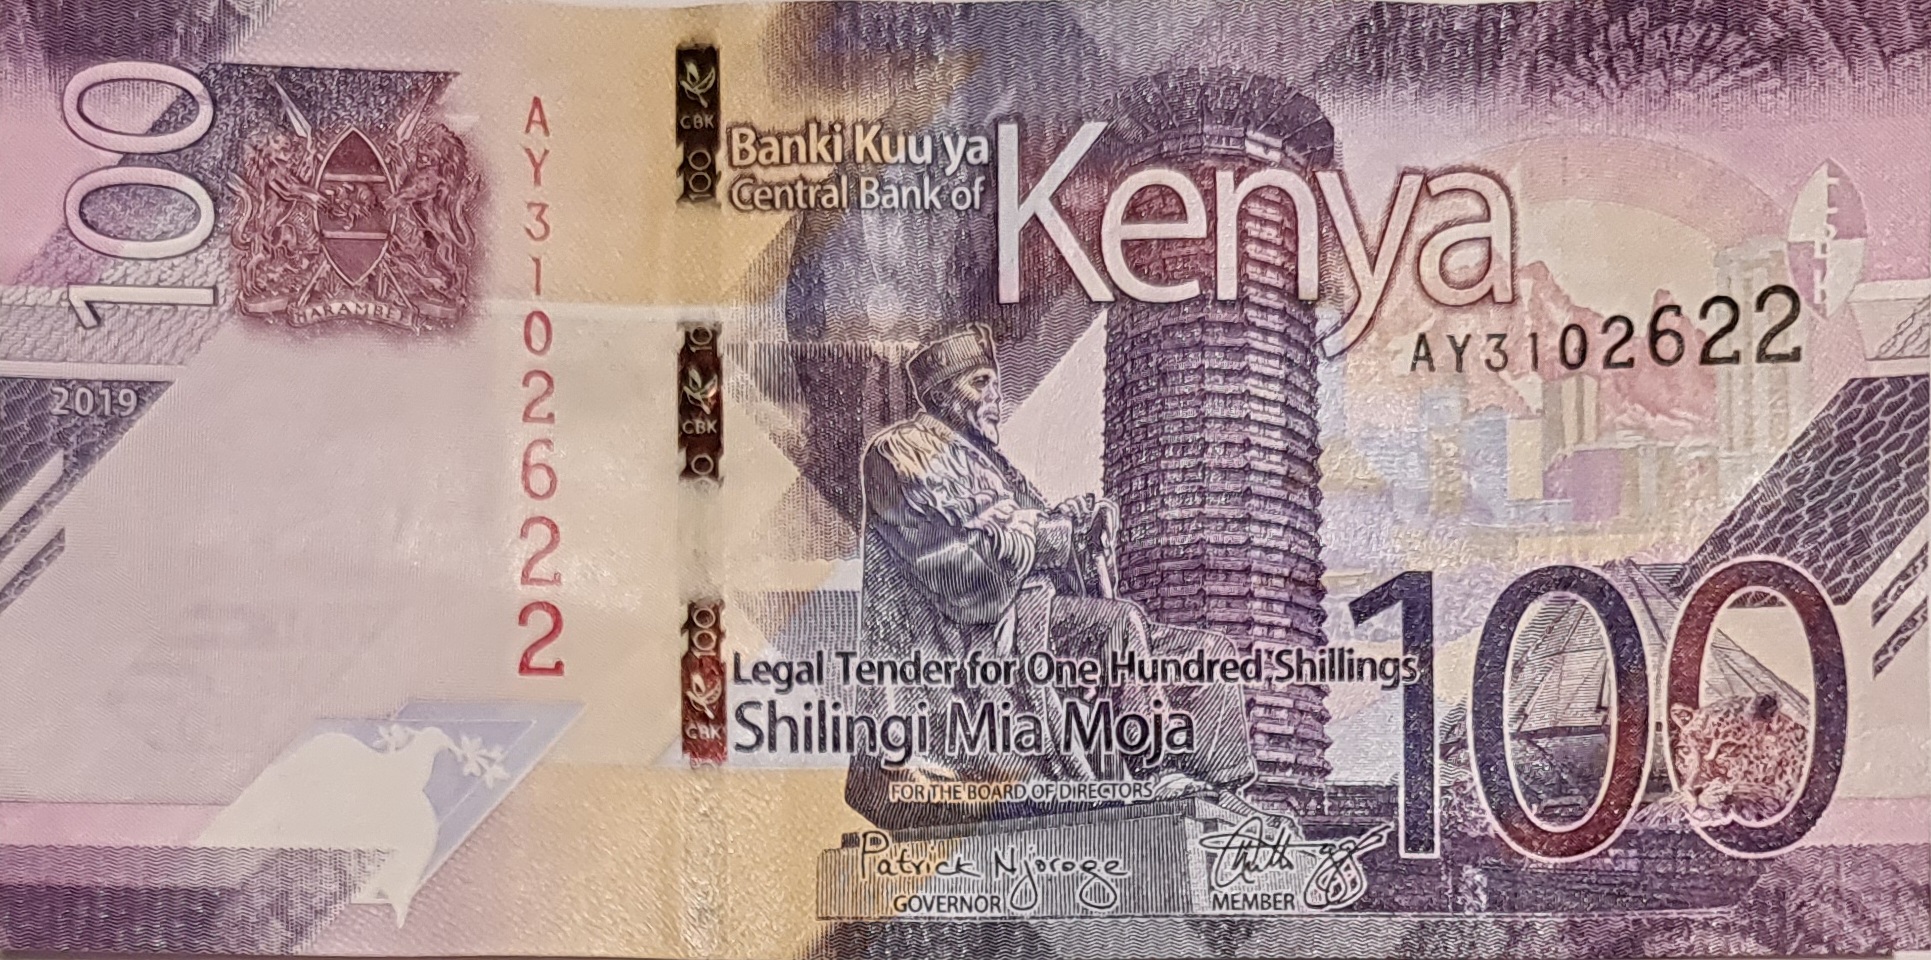 100
HARAMBEE
2019
AY3102622
CBK
100
Banki Kuu ya
Central Bank of
Kenya
AY3102622
100
CBK
100
100
CBK
Legal Tender for One Hundred Shillings
Shilingi Mia Moja
FOR THE BOARD OF DIRECTORS
Patrick Njoroge
GOVERNOR
MEMBER
100